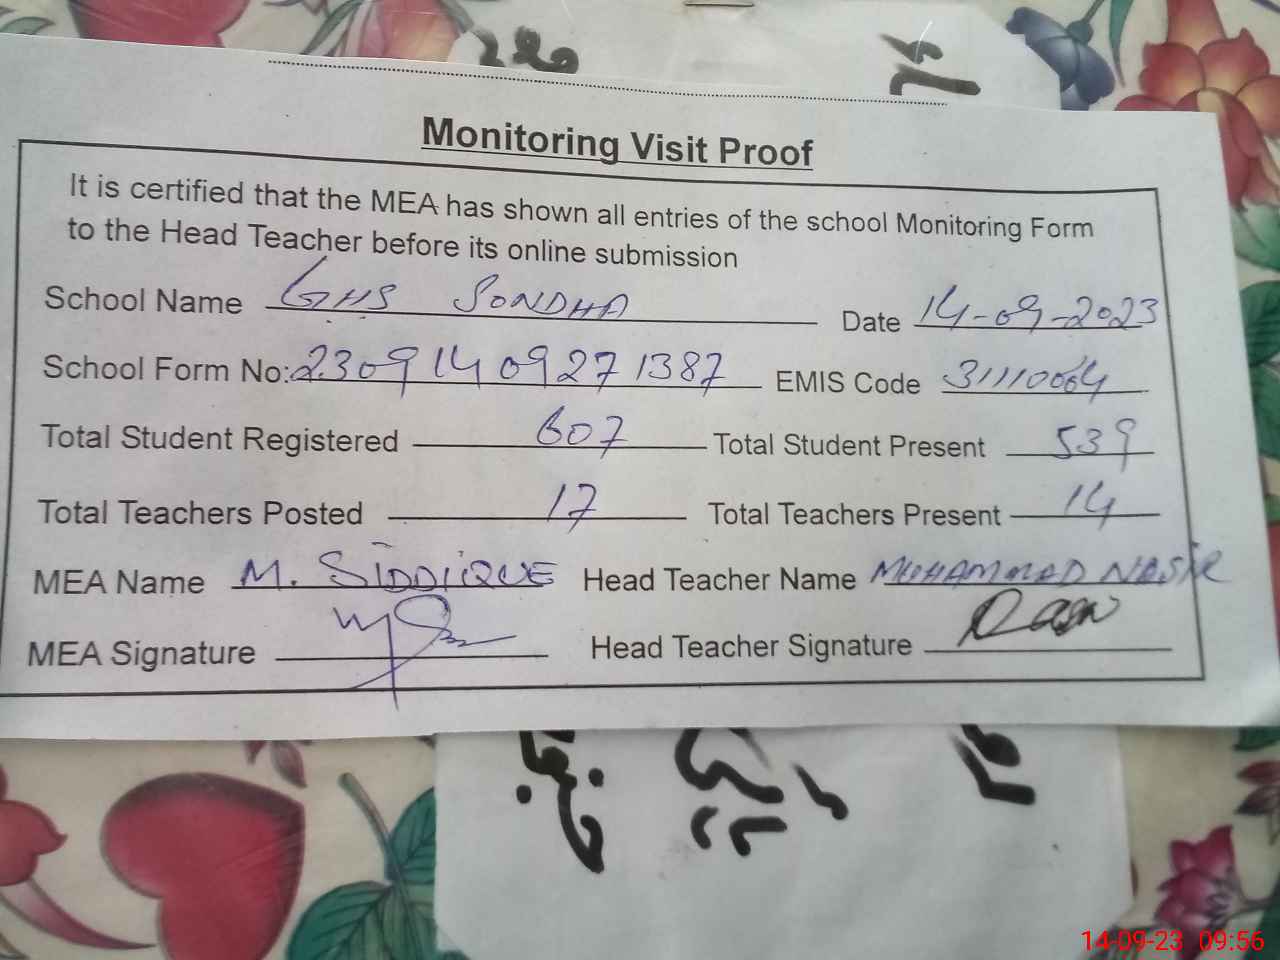 Monitoring Visit Proof
It is certified that the MEA has shown all entries of the school Monitoring Form
to the Head Teacher before its online submission
School Name GHS SONDHA Date 14-09-2023
School Form No: 23091409271387 EMIS Code 31110064
Total Student Registered 607 Total Student Present 539
Total Teachers Posted 17 Total Teachers Present 14
MEA Name M. SIDDIIQUE Head Teacher Name MUHAMMAD NASIR
MEA Signature Head Teacher Signature
14-09-23 09:56